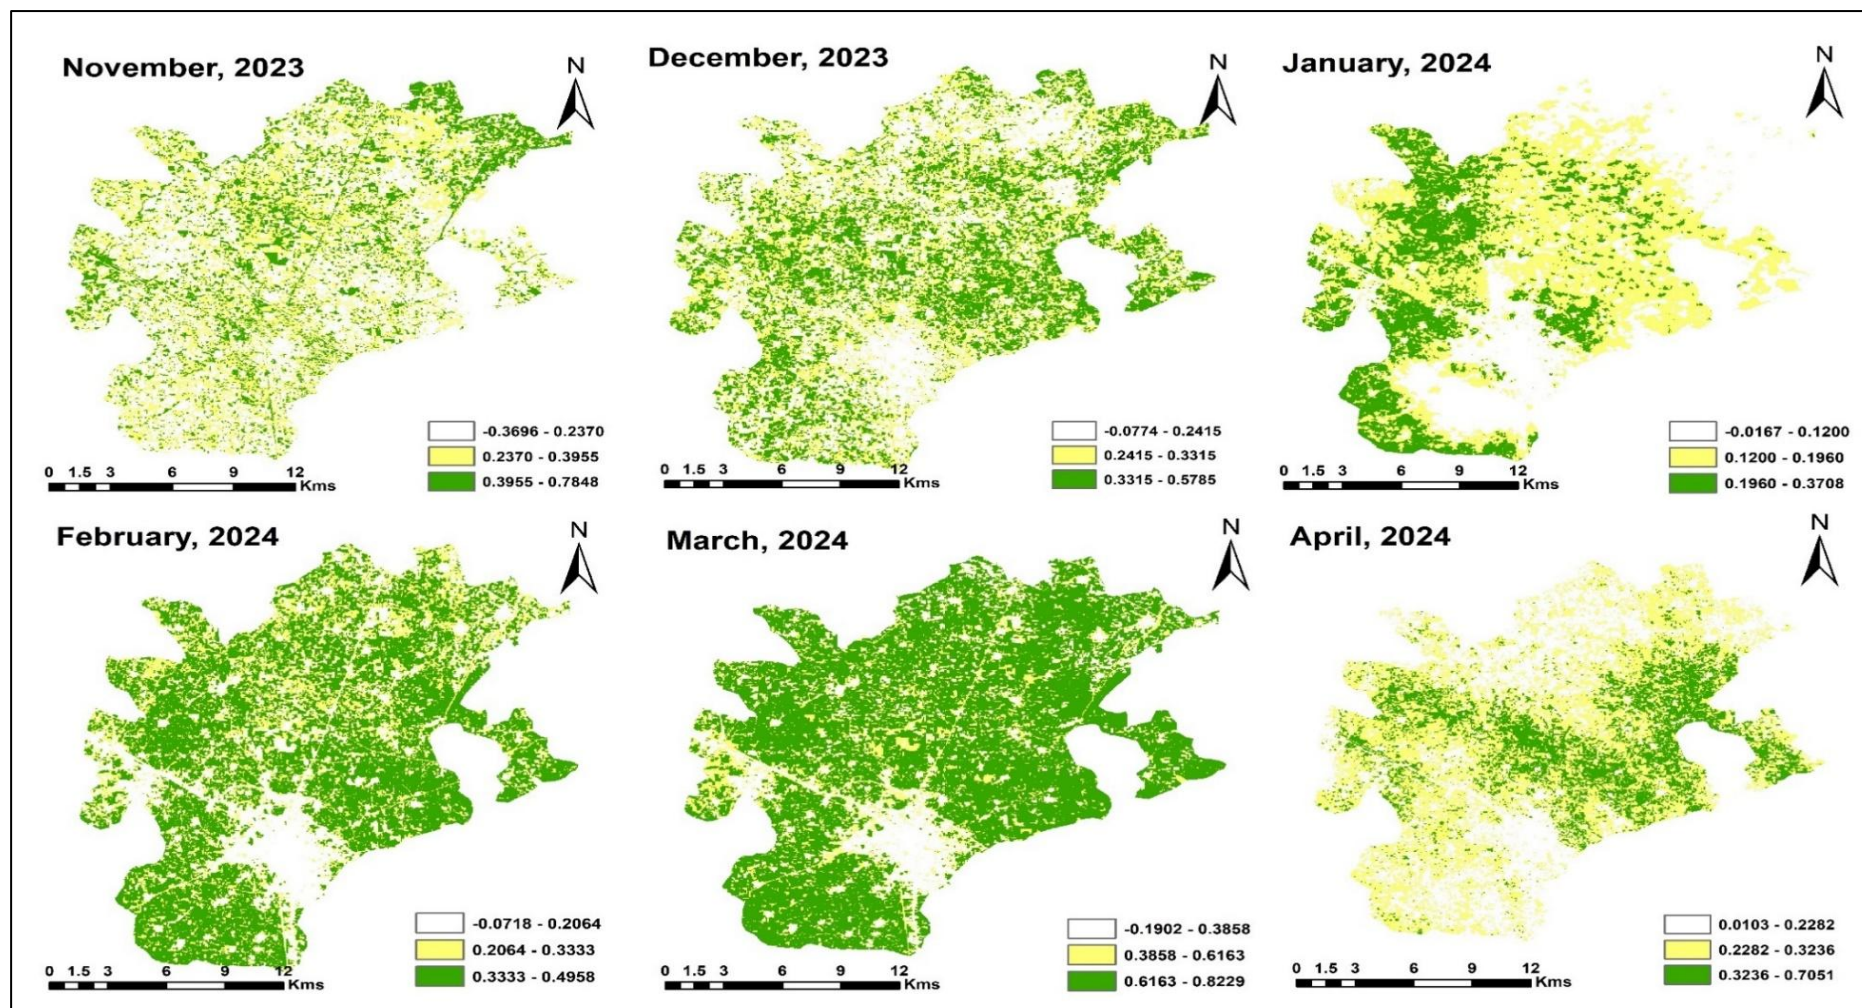 November, 2023
N
-0.3696 - 0.2370
0.2370 - 0.3955
0.3955 - 0.7848
0 1.5 3 6 9 12
Kms
December, 2023
N
-0.0774 - 0.2415
0.2415 - 0.3315
0.3315 - 0.5785
0 1.5 3 6 9 12
Kms
January, 2024
N
-0.0167 - 0.1200
0.1200 - 0.1960
0.1960 - 0.3708
0 1.5 3 6 9 12
Kms
February, 2024
N
-0.0718 - 0.2064
0.2064 - 0.3333
0.3333 - 0.4958
0 1.5 3 6 9 12
Kms
March, 2024
N
-0.1902 - 0.3858
0.3858 - 0.6163
0.6163 - 0.8229
0 1.5 3 6 9 12
Kms
April, 2024
N
0.0103 - 0.2282
0.2282 - 0.3236
0.3236 - 0.7051
0 1.5 3 6 9 12
Kms